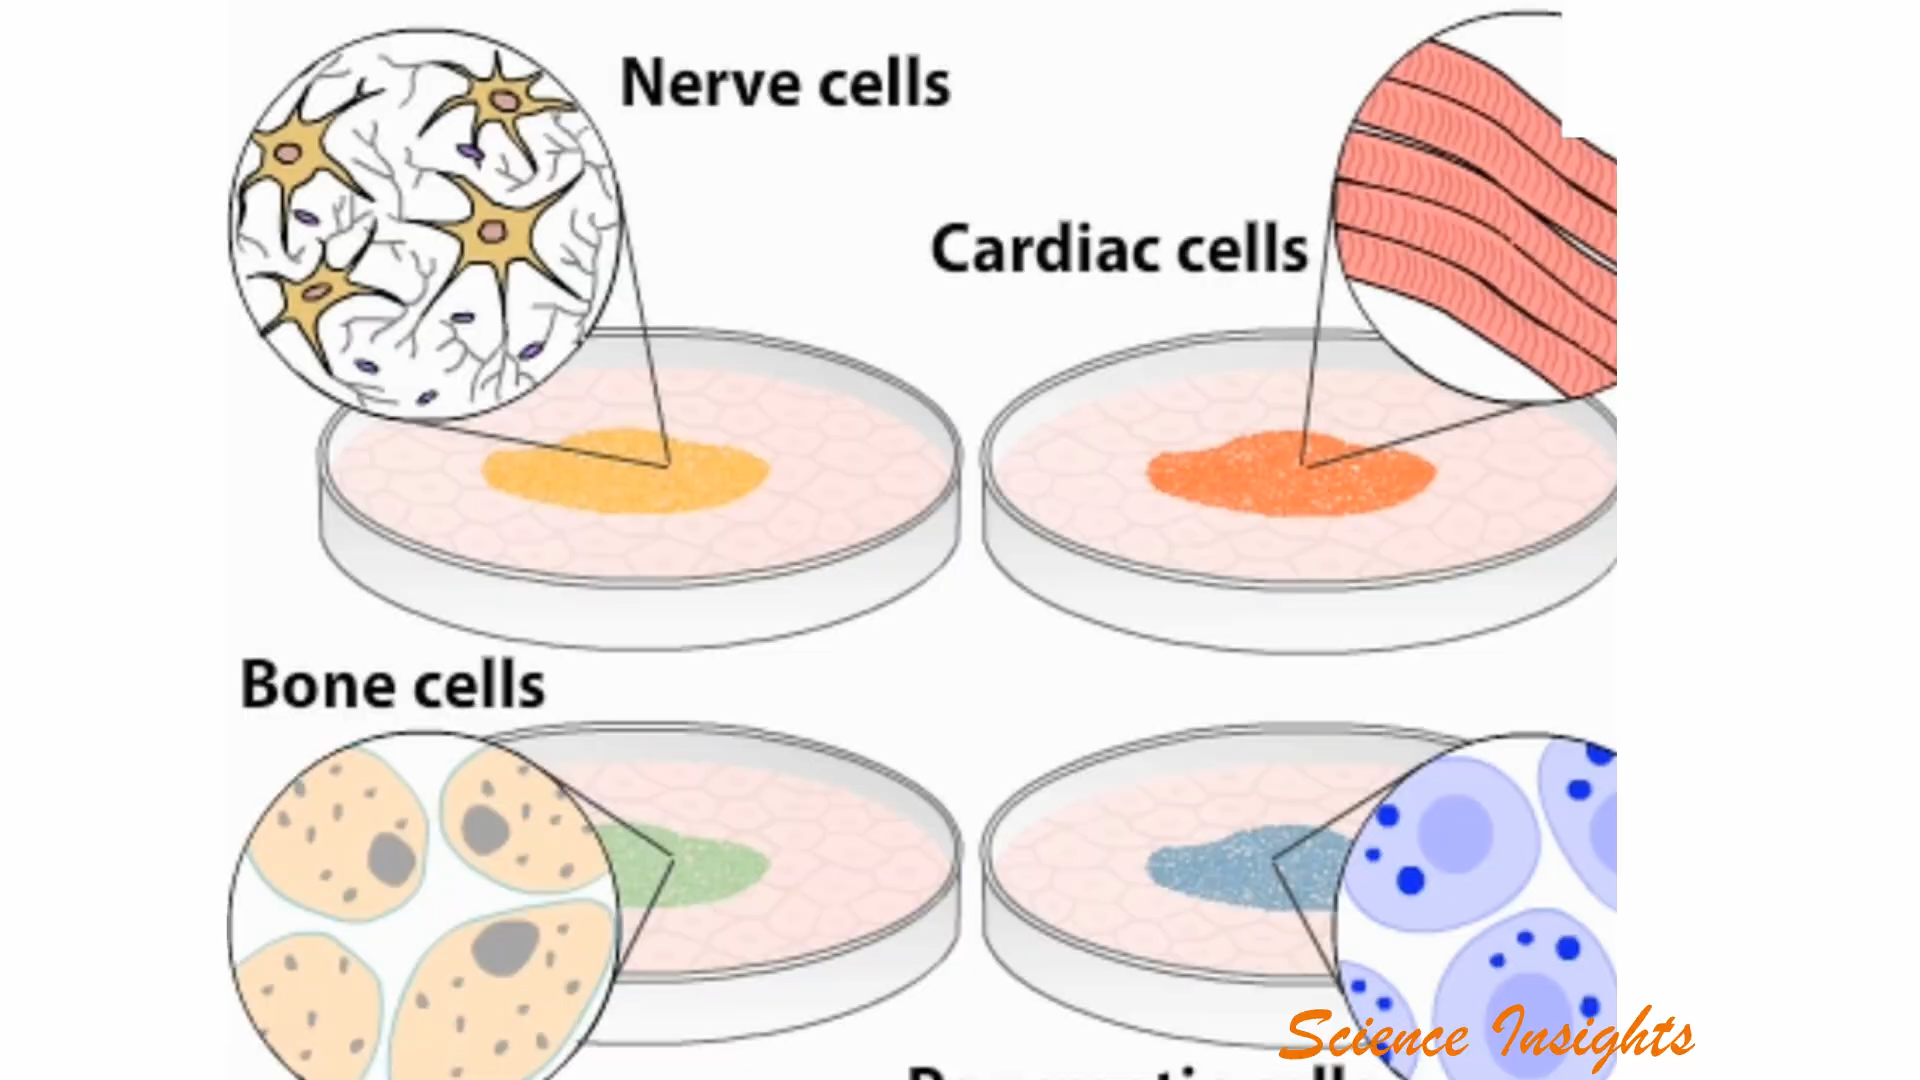 Nerve cells
Cardiac cells
Bone cells
Science Insights